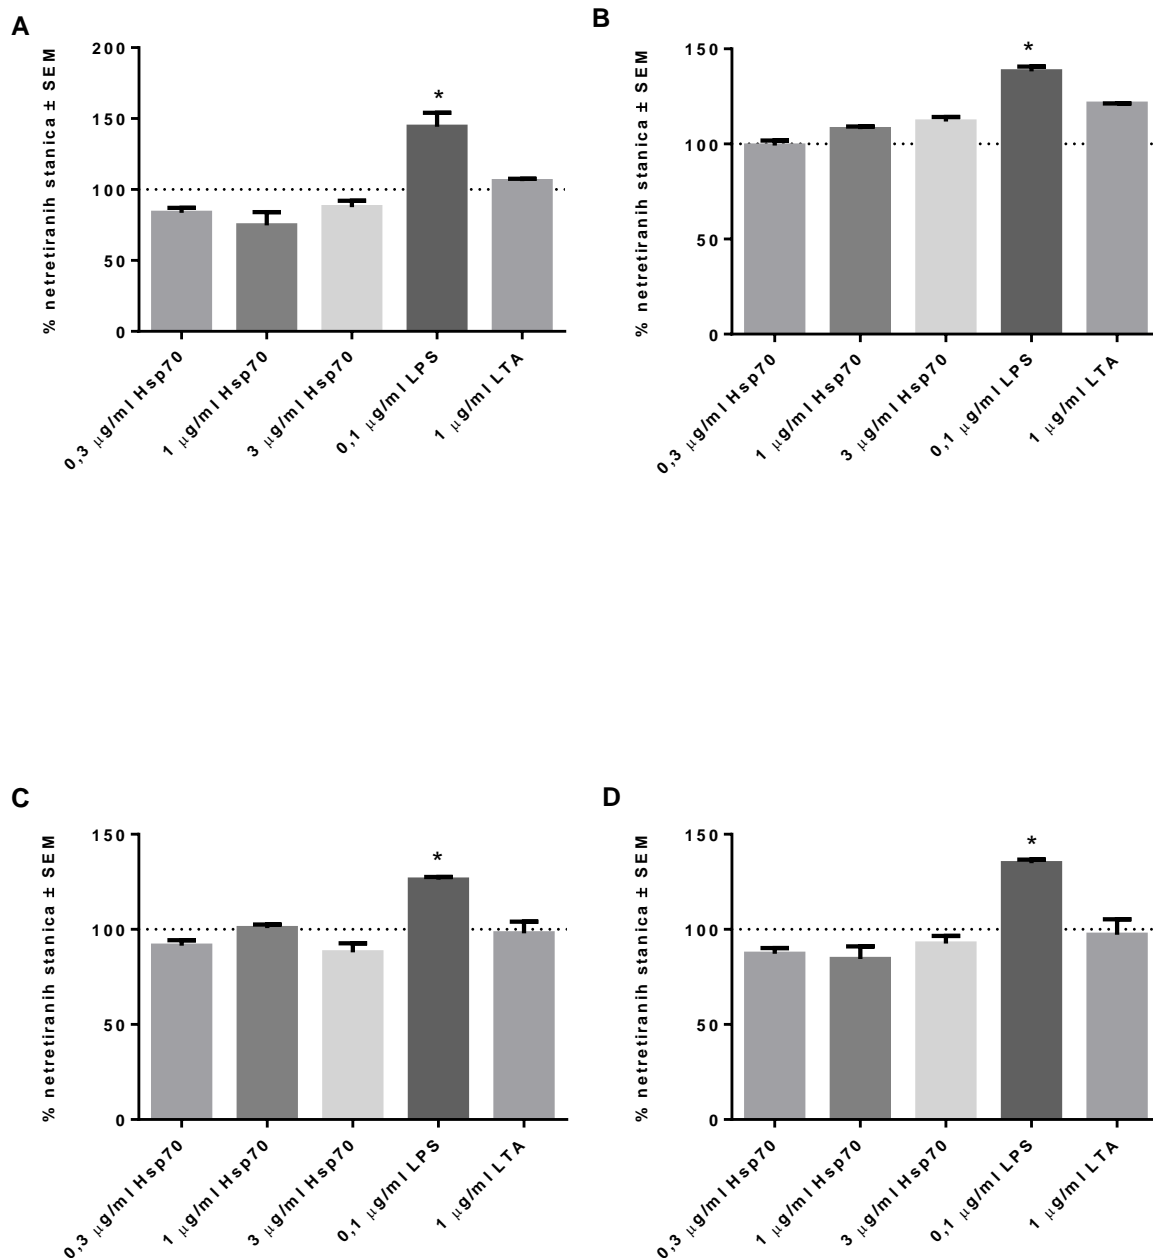 A
% netretiranih stanica ± SEM
200
150
100
50
0
*
0,3 µg/ml Hsp70
1 µg/ml Hsp70
3 µg/ml Hsp70
0,1 µg/ml LPS
1 µg/ml LTA
B
% netretiranih stanica ± SEM
150
100
50
0
*
0,3 µg/ml Hsp70
1 µg/ml Hsp70
3 µg/ml Hsp70
0,1 µg/ml LPS
1 µg/ml LTA
C
% netretiranih stanica ± SEM
150
100
50
0
*
0,3 µg/ml Hsp70
1 µg/ml Hsp70
3 µg/ml Hsp70
0,1 µg/ml LPS
1 µg/ml LTA
D
% netretiranih stanica ± SEM
150
100
50
0
*
0,3 µg/ml Hsp70
1 µg/ml Hsp70
3 µg/ml Hsp70
0,1 µg/ml LPS
1 µg/ml LTA